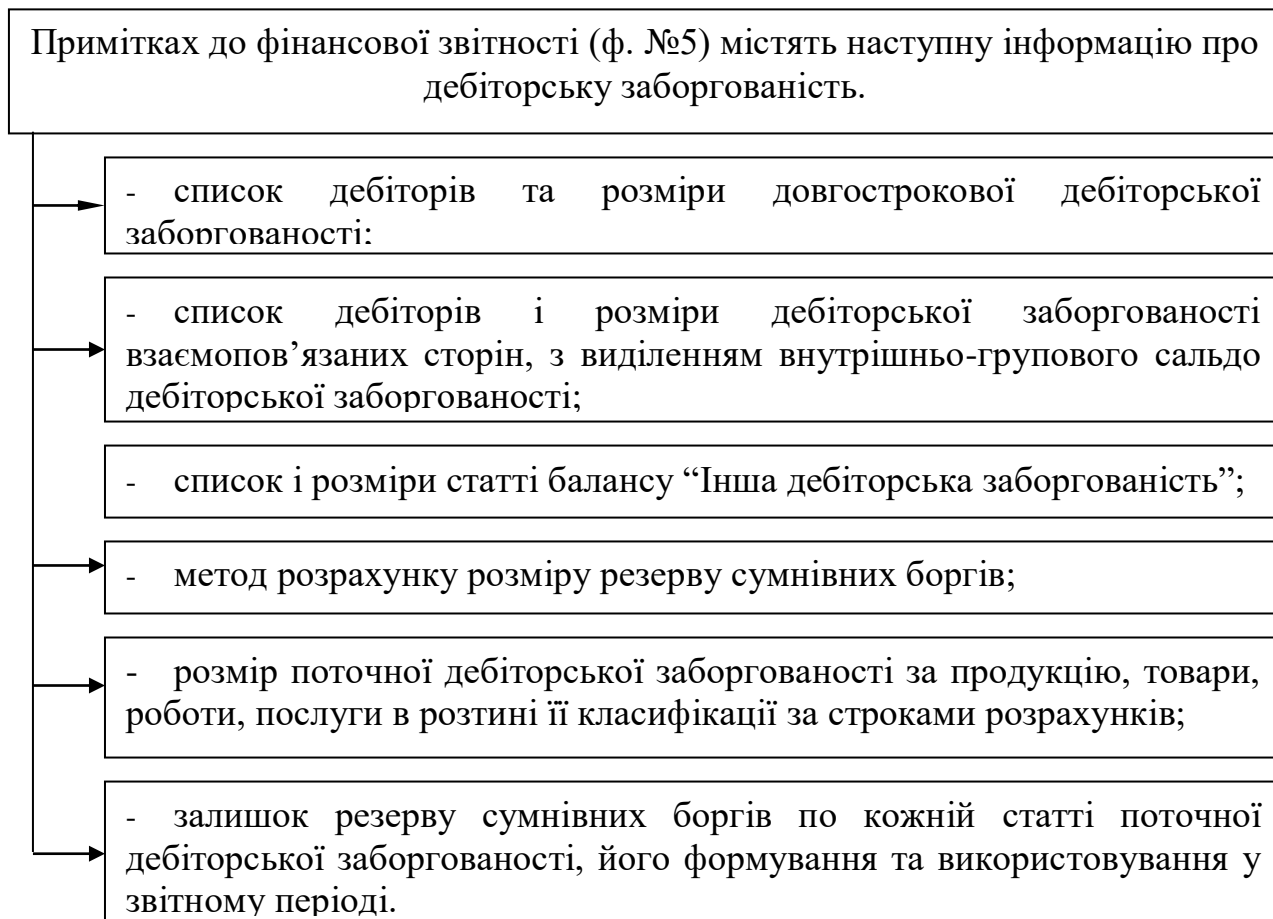 Примітках до фінансової звітності (ф. №5) містять наступну інформацію про
дебіторську заборгованість.
- список дебіторів та розміри довгострокової дебіторської
заборгованості;
- список дебіторів і розміри дебіторської заборгованості
взаємопов’язаних сторін, з виділенням внутрішньо-групового сальдо
дебіторської заборгованості;
- список і розміри статті балансу “Інша дебіторська заборгованість”;
- метод розрахунку розміру резерву сумнівних боргів;
- розмір поточної дебіторської заборгованості за продукцію, товари,
роботи, послуги в розтині її класифікації за строками розрахунків;
- залишок резерву сумнівних боргів по кожній статті поточної
дебіторської заборгованості, його формування та використовування у
звітному періоді.